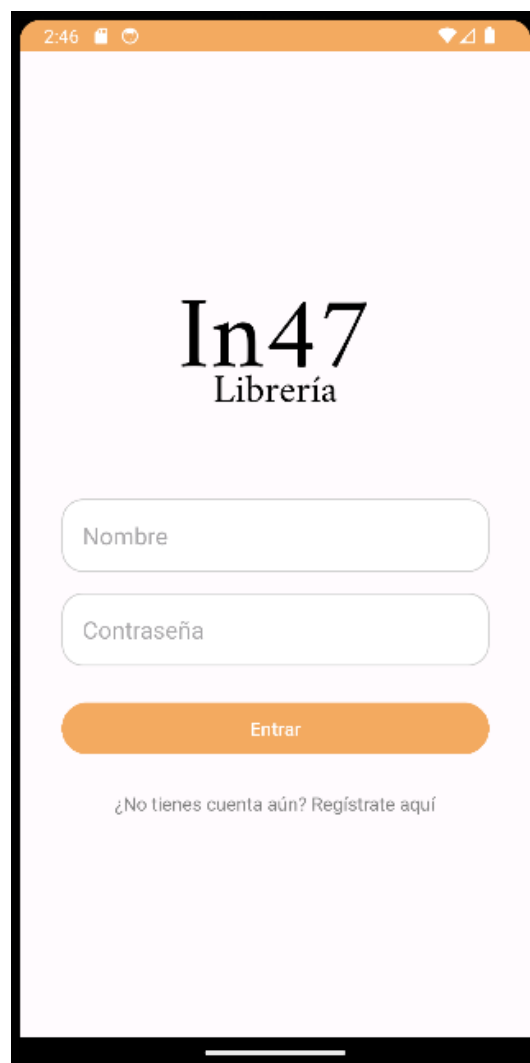 2:46
In47
Librería
Nombre
Contraseña
Entrar
¿No tienes cuenta aún? Regístrate aquí